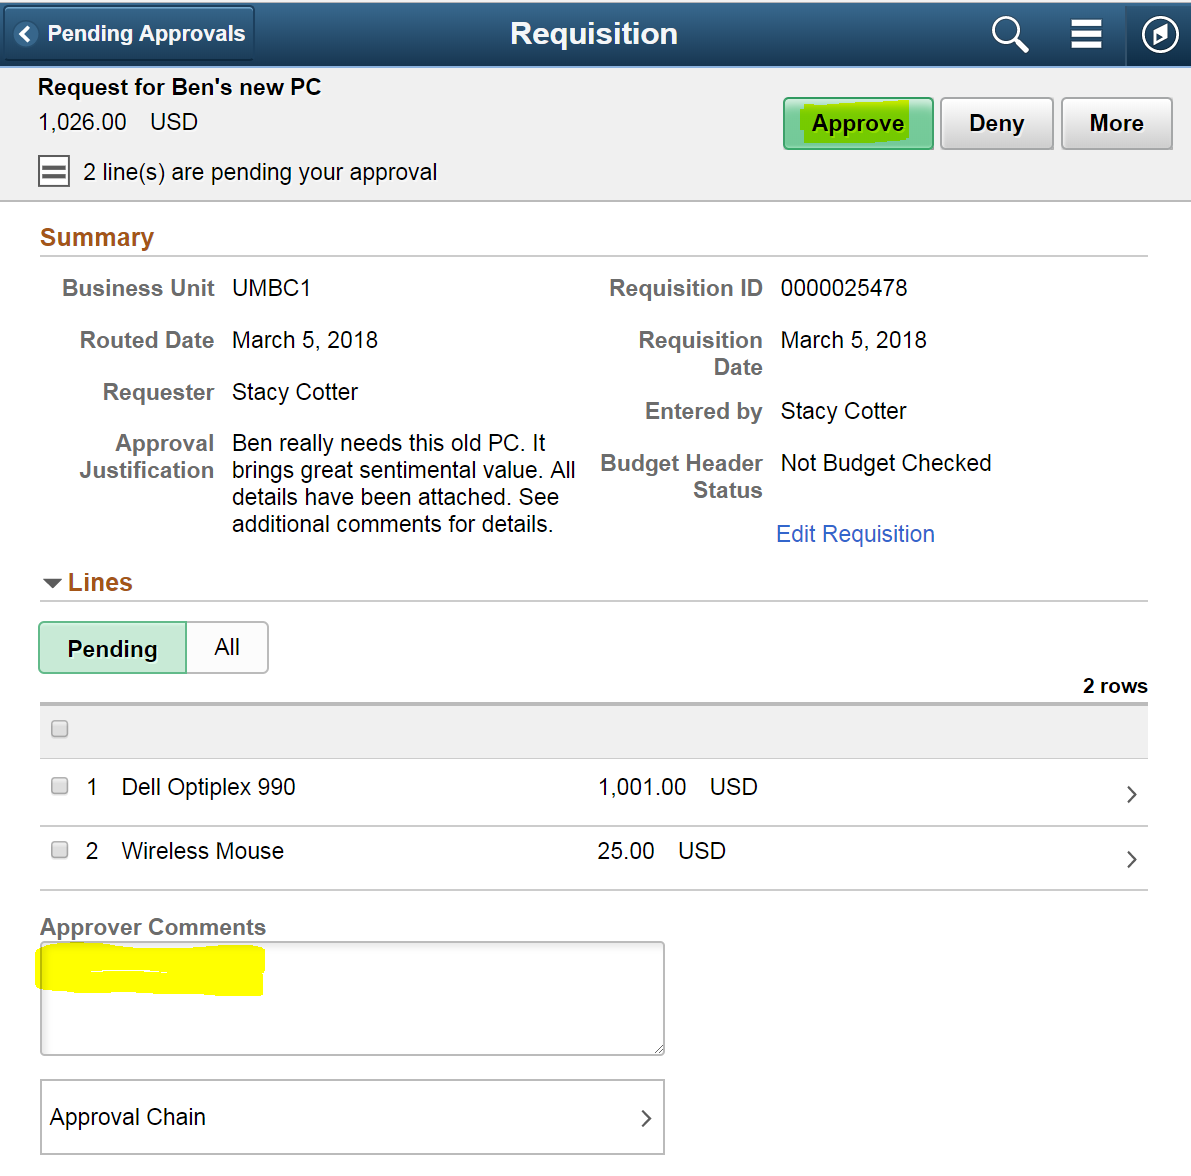 Pending Approvals
Requisition
Request for Ben's new PC
1,026.00 USD
Approve
Deny
More
2 line(s) are pending your approval
Summary
Business Unit UMBC1
Requisition ID 0000025478
Routed Date March 5, 2018
Requisition
Date
March 5, 2018
Requester Stacy Cotter
Entered by Stacy Cotter
Approval
Justification
Ben really needs this old PC. It
brings great sentimental value. All
details have been attached. See
additional comments for details.
Budget Header
Status
Not Budget Checked
Edit Requisition
Lines
Pending
All
2 rows
1 Dell Optiplex 990 1,001.00 USD
2 Wireless Mouse 25.00 USD
Approver Comments
Approval Chain